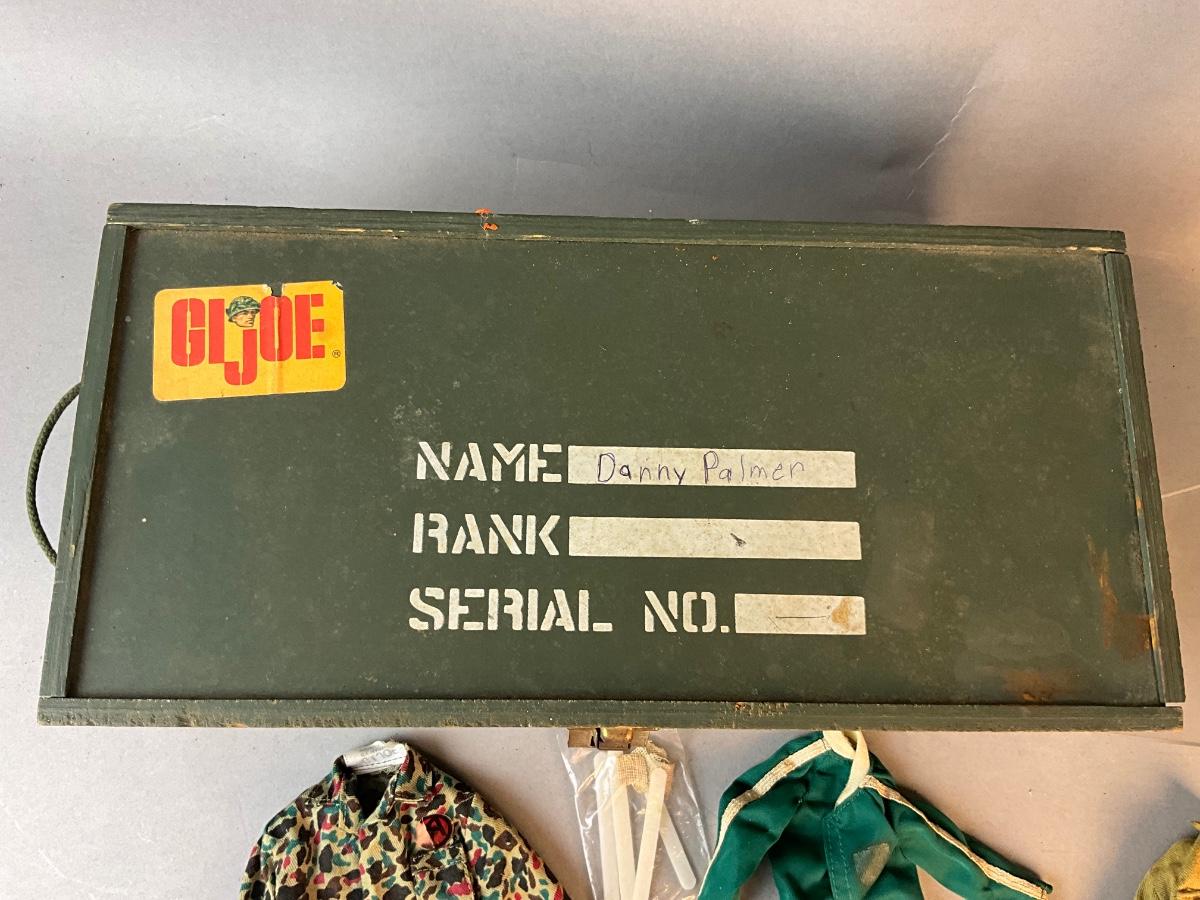 GI JOE ®
NAME Danny Palmer
RANK
SERIAL NO.